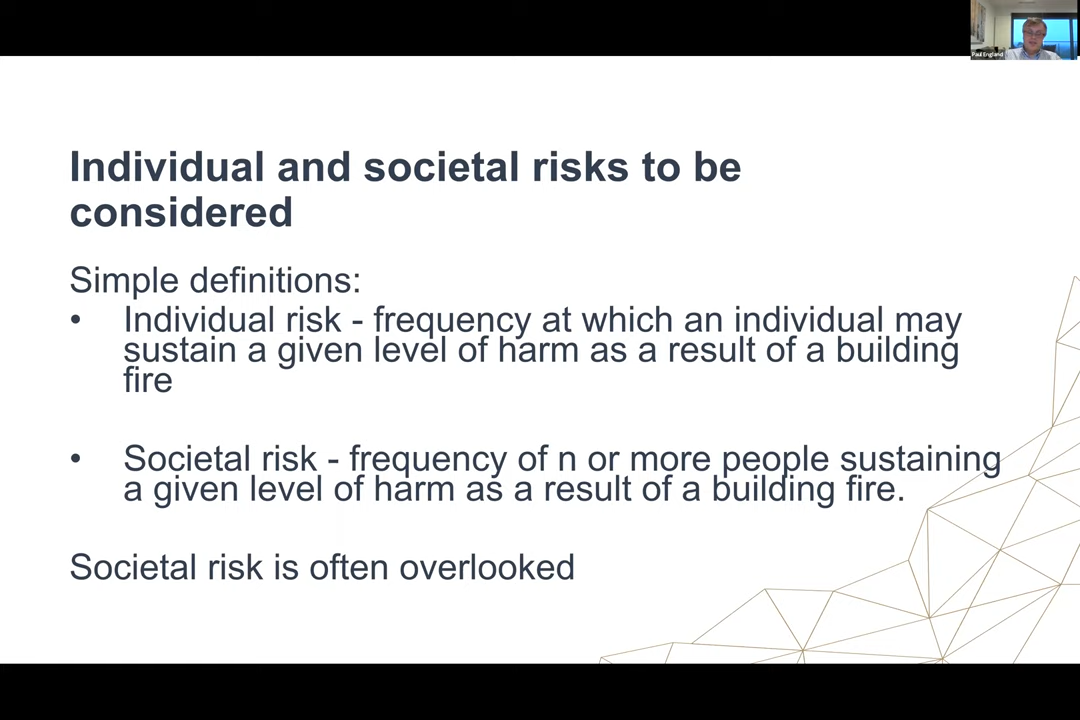 Paul England
Individual and societal risks to be
considered
Simple definitions:
• Individual risk - frequency at which an individual may
sustain a given level of harm as a result of a building
fire
• Societal risk - frequency of n or more people sustaining
a given level of harm as a result of a building fire.
Societal risk is often overlooked